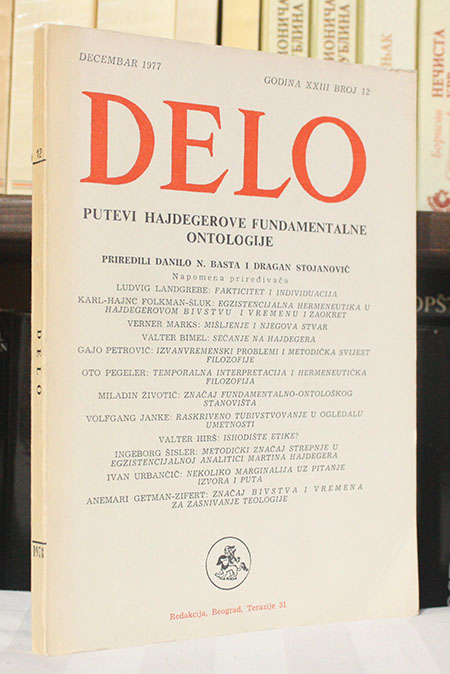 DECEMBAR 1977
GODINA XXIII BROJ 12
DELO
PUTEVI HAJDEGEROVE FUNDAMENTALNE
ONTOLOGIJE
PRIREDILI DANILO N. BASTA I DRAGAN STOJANOVIĆ
Napomena priređivača
LUDVIG LANDGREBE: FAKTICITET I INDIVIDUACIJA
KARL-HAJNC FOLKMAN-ŠLUK: EGZISTENCIJALNA HERMENEUTIKA U
HAJDEGEROVOM BIVSTVU I VREMENU I ZAOKRET
VERNER MARKS: MIŠLJENJE I NJEGOVA STVAR
VALTER BIMEL: SEĆANJE NA HAJDEGERA
GAJO PETROVIĆ: IZVANVREMENSKI PROBLEMI I METODIČKA SVIJEST
FILOZOFIJE
OTO PEGELER: TEMPORALNA INTERPRETACIJA I HERMENEUTIČKA
FILOZOFIJA
MILADIN ŽIVOTIĆ: ZNAČAJ FUNDAMENTALNO-ONTOLOŠKOG
STANOVIŠTA
VOLFGANG JANKE: RASKRIVENO TUBIVSTVOVANJE U OGLEDALU
UMETNOSTI
VALTER HIRŠ: ISHODIŠTE ETIKE?
INGEBORG ŠISLER: METODIČKI ZNAČAJ STREPNJE U
EGZISTENCIJALNOJ ANALITICI MARTINA HAJDEGERA
IVAN URBANČIČ: NEKOLIKO MARGINALIJA UZ PITANJE
IZVORA I PUTA
ANEMARI GETMAN-ZIFERT: ZNAČAJ BIVSTVA I VREMENA
ZA ZASNIVANJE TEOLOGIJE
Redakcija, Beograd, Terazije 31
12
DELO
НЕЧИСТА
Борисав